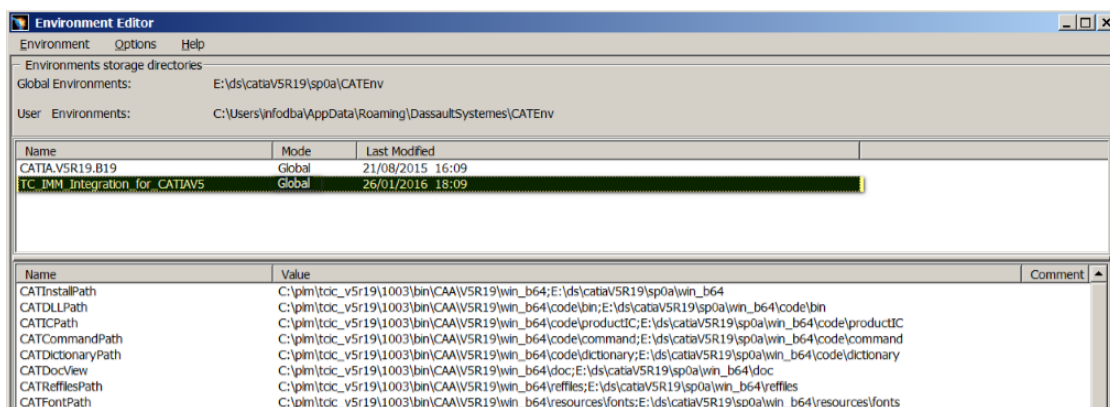 Environment Editor
Environment Options Help
Environments storage directories
Global Environments: E:\ds\catiaV5R19\sp0a\CATEnv
User Environments: C:\Users\infodba\AppData\Roaming\DassaultSystemes\CATEnv
Name Mode Last Modified
CATIA.V5R19.B19 Global 21/08/2015 16:09
TC_IMM_Integration_for_CATIAV5 Global 26/01/2016 18:09
Name Value Comment
CATInstallPath C:\plm\tcic_v5r19\1003\bin\CAA\V5R19\win_b64;E:\ds\catiaV5R19\sp0a\win_b64
CATDLLPath C:\plm\tcic_v5r19\1003\bin\CAA\V5R19\win_b64\code\bin;E:\ds\catiaV5R19\sp0a\win_b64\code\bin
CATICPath C:\plm\tcic_v5r19\1003\bin\CAA\V5R19\win_b64\code\productIC;E:\ds\catiaV5R19\sp0a\win_b64\code\productIC
CATCommandPath C:\plm\tcic_v5r19\1003\bin\CAA\V5R19\win_b64\code\command;E:\ds\catiaV5R19\sp0a\win_b64\code\command
CATDictionaryPath C:\plm\tcic_v5r19\1003\bin\CAA\V5R19\win_b64\code\dictionary;E:\ds\catiaV5R19\sp0a\win_b64\code\dictionary
CATDocView C:\plm\tcic_v5r19\1003\bin\CAA\V5R19\win_b64\doc;E:\ds\catiaV5R19\sp0a\win_b64\doc
CATReffilesPath C:\plm\tcic_v5r19\1003\bin\CAA\V5R19\win_b64\reffiles;E:\ds\catiaV5R19\sp0a\win_b64\reffiles
CATFontPath C:\plm\tcic_v5r19\1003\bin\CAA\V5R19\win_b64\resources\fonts;E:\ds\catiaV5R19\sp0a\win_b64\resources\fonts